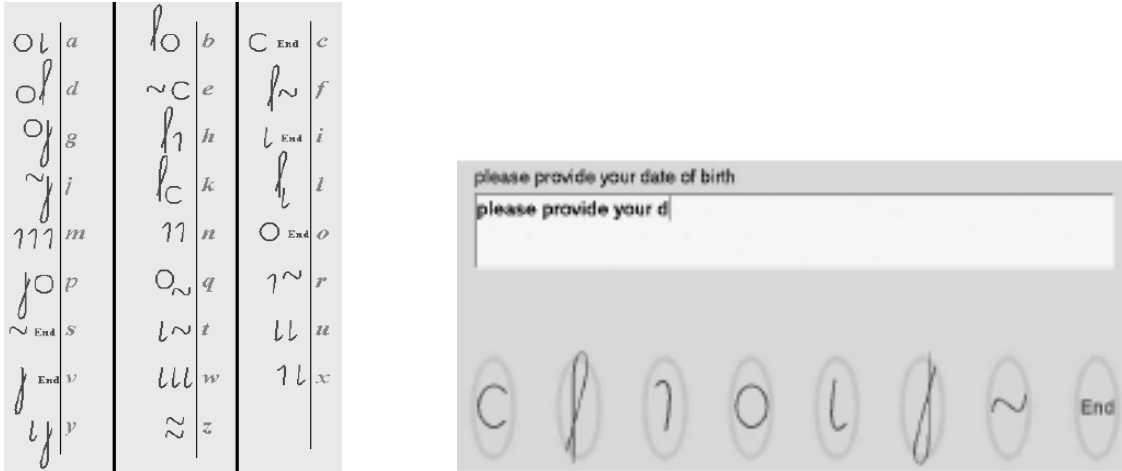 a b c
End
d e f
g h i
End
j k l
m n o
End
p q r
s t u
End
v w x
End
y z
please provide your date of birth
please provide your d
End